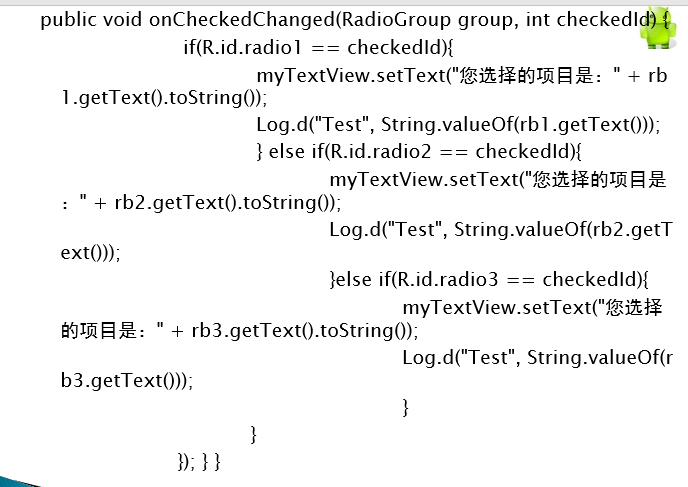 public void onCheckedChanged(RadioGroup group, int checkedId) {
if(R.id.radio1 == checkedId){
myTextView.setText("您选择的项目是：" + rb
1.getText().toString());
Log.d("Test", String.valueOf(rb1.getText()));
} else if(R.id.radio2 == checkedId){
myTextView.setText("您选择的项目是
：" + rb2.getText().toString());
Log.d("Test", String.valueOf(rb2.getT
ext()));
}else if(R.id.radio3 == checkedId){
myTextView.setText("您选择
的项目是：" + rb3.getText().toString());
Log.d("Test", String.valueOf(r
b3.getText()));
}
}
}); } }